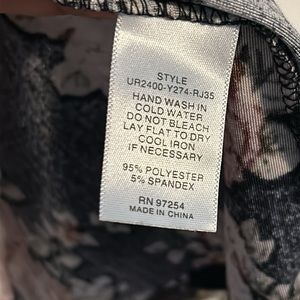 STYLE
UR2400-Y274-RJ35
HAND WASH IN
COLD WATER
DO NOT BLEACH
LAY FLAT TO DRY
COOL IRON
IF NECESSARY
95% POLYESTER
5% SPANDEX
RN 97254
MADE IN CHINA